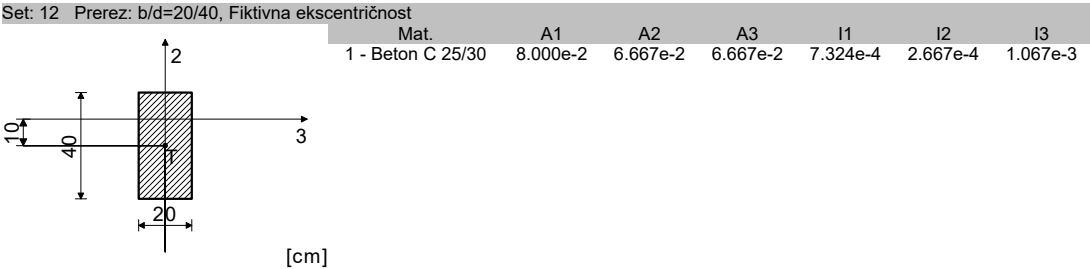 Set: 12 Prerez: b/d=20/40, Fiktivna ekscentričnost
Mat. A1 A2 A3 I1 I2 I3
1 - Beton C 25/30 8.000e-2 6.667e-2 6.667e-2 7.324e-4 2.667e-4 1.067e-3
2
3
10
40
T
20
[cm]